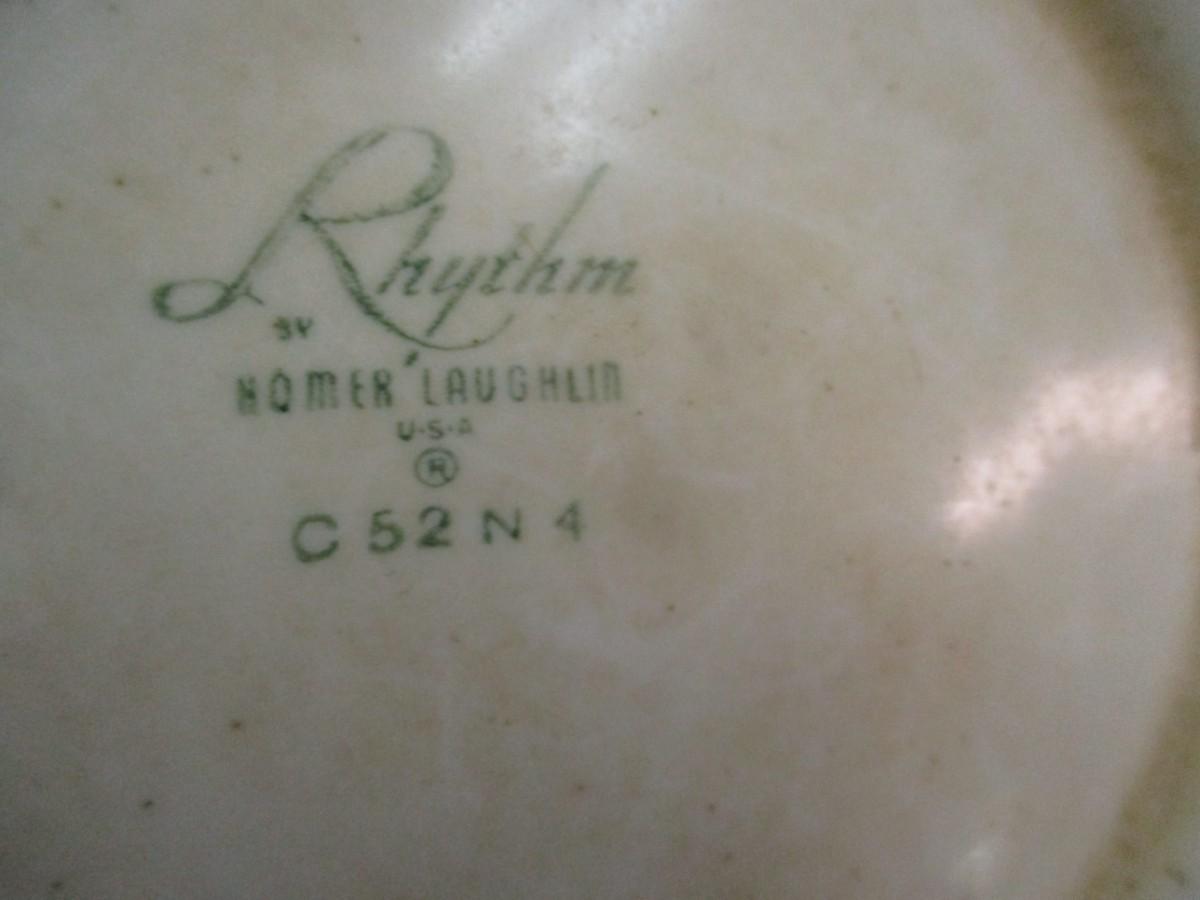 Rhythm
BY
HOMER LAUGHLIN
U·S·A
®
C 52 N 4